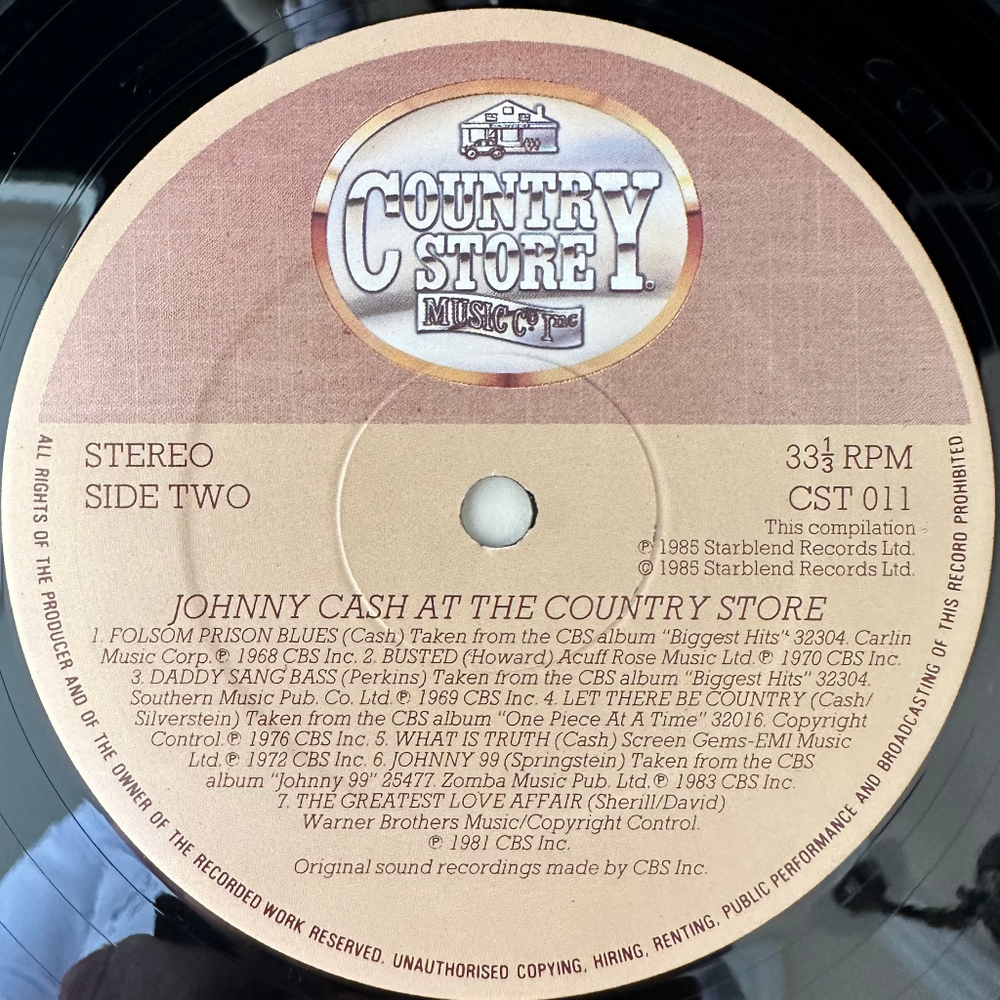 COUNTRY
STORE
MUSIC Co Inc
STEREO
SIDE TWO
33⅓ RPM
CST 011
This compilation
℗ 1985 Starblend Records Ltd.
© 1985 Starblend Records Ltd.
JOHNNY CASH AT THE COUNTRY STORE
1. FOLSOM PRISON BLUES (Cash) Taken from the CBS album "Biggest Hits" 32304. Carlin
Music Corp.℗ 1968 CBS Inc. 2. BUSTED (Howard) Acuff Rose Music Ltd.℗ 1970 CBS Inc.
3. DADDY SANG BASS (Perkins) Taken from the CBS album "Biggest Hits" 32304.
Southern Music Pub. Co. Ltd ℗ 1969 CBS Inc. 4. LET THERE BE COUNTRY (Cash/
Silverstein) Taken from the CBS album "One Piece At A Time" 32016. Copyright
Control.℗ 1976 CBS Inc. 5. WHAT IS TRUTH (Cash) Screen Gems-EMI Music
Ltd.℗ 1972 CBS Inc. 6. JOHNNY 99 (Springstein) Taken from the CBS
album "Johnny 99" 25477. Zomba Music Pub. Ltd.℗ 1983 CBS Inc.
7. THE GREATEST LOVE AFFAIR (Sherill/David)
Warner Brothers Music/Copyright Control.
℗ 1981 CBS Inc.
Original sound recordings made by CBS Inc.
ALL RIGHTS OF THE PRODUCER AND OF THE OWNER OF THE RECORDED WORK RESERVED. UNAUTHORISED COPYING, HIRING, RENTING, PUBLIC PERFORMANCE AND BROADCASTING OF THIS RECORD PROHIBITED